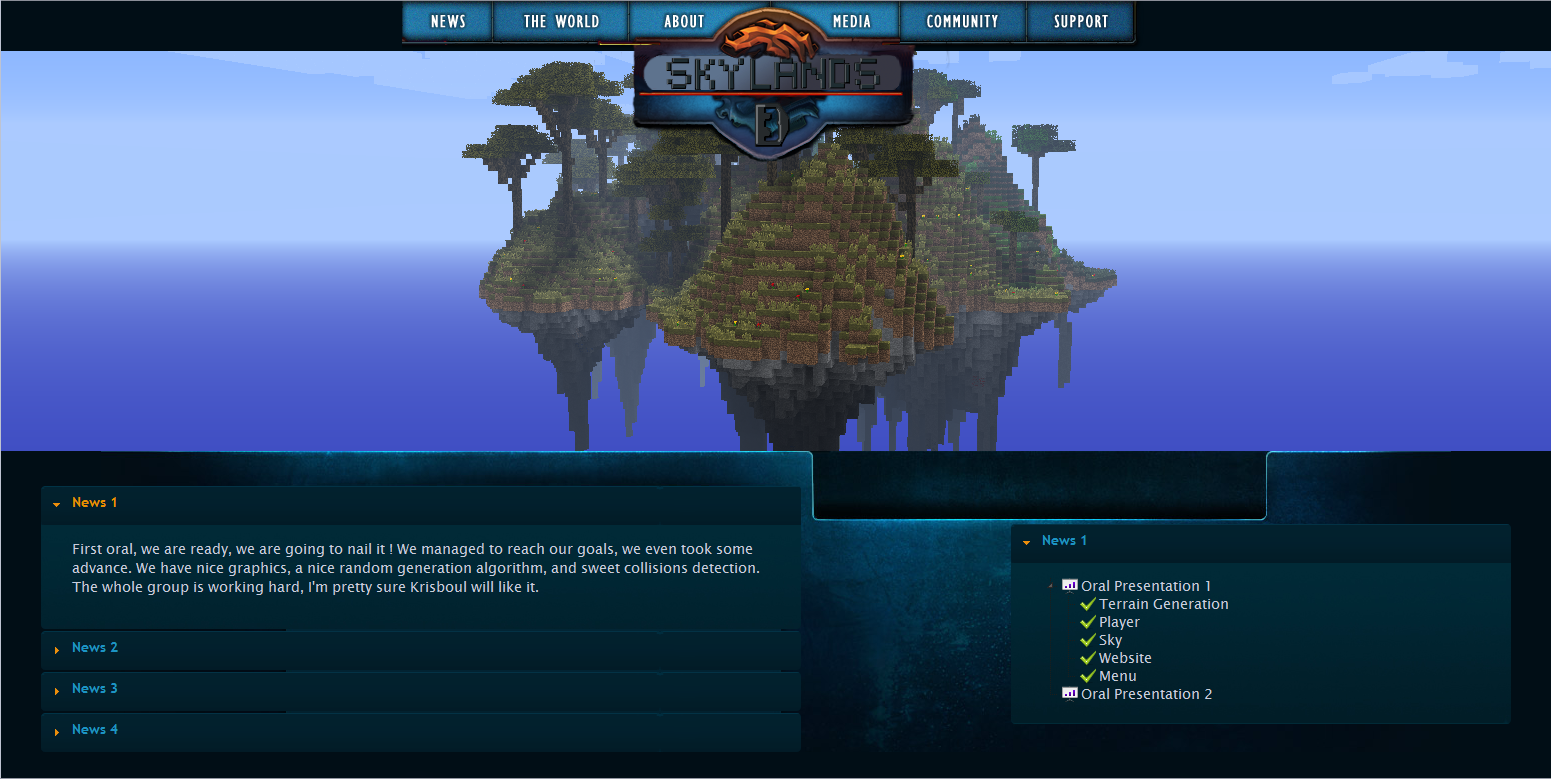 NEWS
THE WORLD
ABOUT
MEDIA
COMMUNITY
SUPPORT
SKYLANDS
News 1
First oral, we are ready, we are going to nail it ! We managed to reach our goals, we even took some
advance. We have nice graphics, a nice random generation algorithm, and sweet collisions detection.
The whole group is working hard, I'm pretty sure Krisboul will like it.
News 2
News 3
News 4
News 1
Oral Presentation 1
Terrain Generation
Player
Sky
Website
Menu
Oral Presentation 2